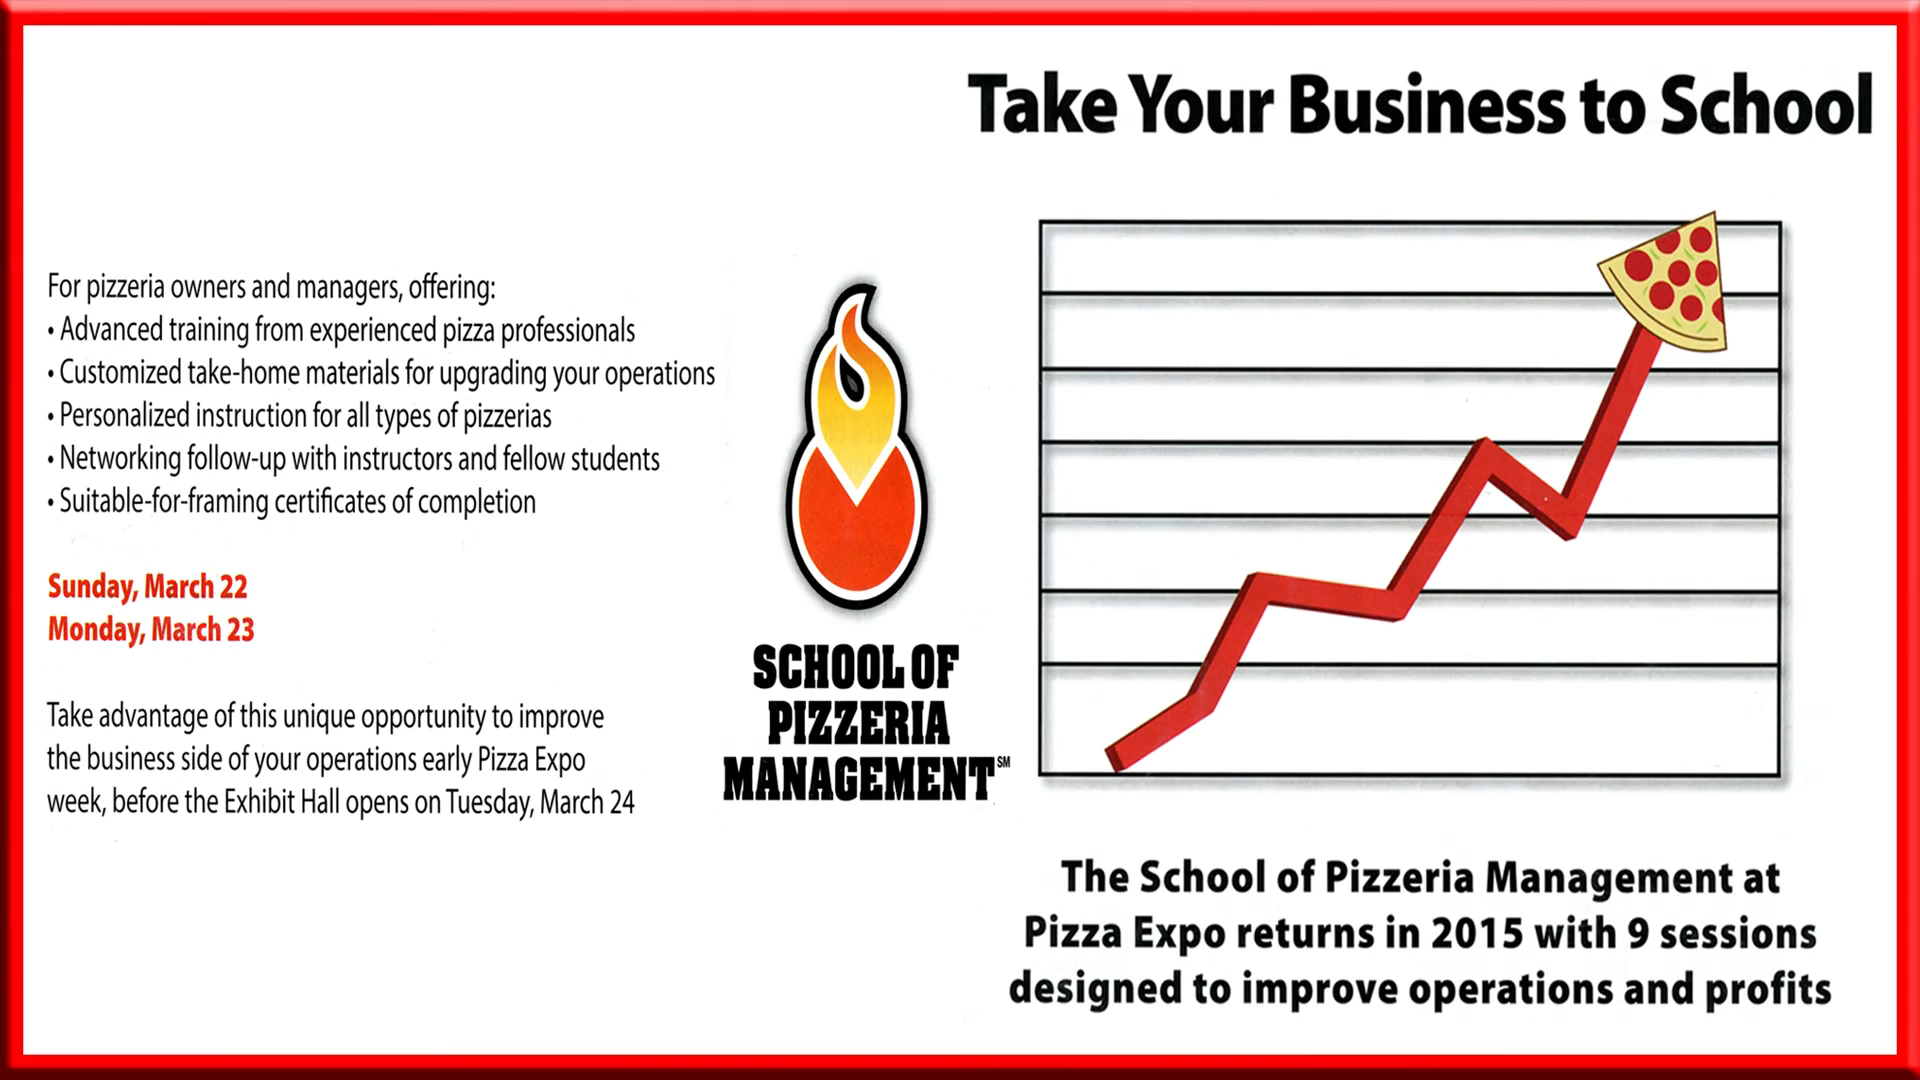 Take Your Business to School
For pizzeria owners and managers, offering:
• Advanced training from experienced pizza professionals
• Customized take-home materials for upgrading your operations
• Personalized instruction for all types of pizzerias
• Networking follow-up with instructors and fellow students
• Suitable-for-framing certificates of completion
Sunday, March 22
Monday, March 23
Take advantage of this unique opportunity to improve
the business side of your operations early Pizza Expo
week, before the Exhibit Hall opens on Tuesday, March 24
SCHOOL OF
PIZZERIA
MANAGEMENT℠
The School of Pizzeria Management at
Pizza Expo returns in 2015 with 9 sessions
designed to improve operations and profits